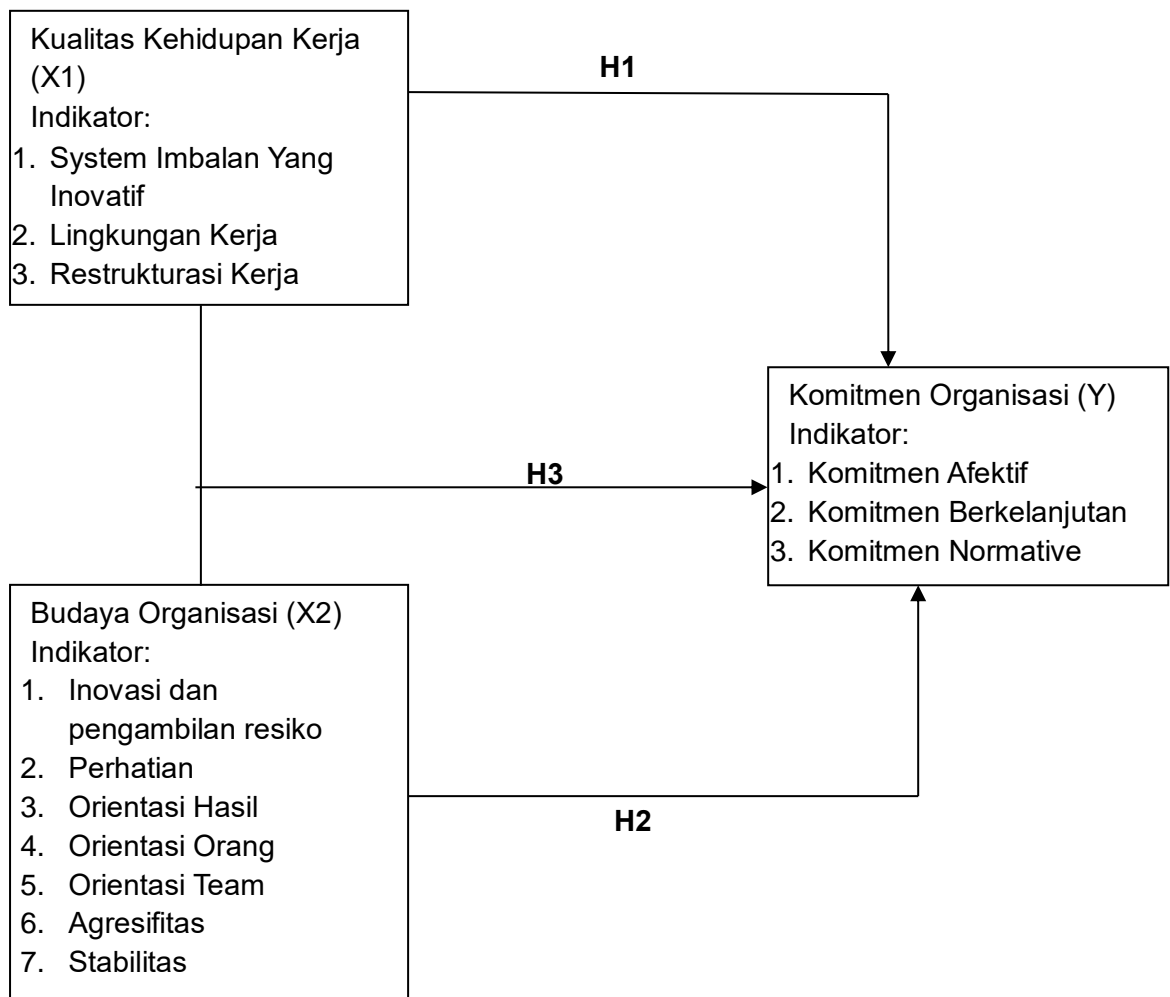 Kualitas Kehidupan Kerja
(X1)
Indikator:
1. System Imbalan Yang
Inovatif
2. Lingkungan Kerja
3. Restrukturasi Kerja
H1
Komitmen Organisasi (Y)
Indikator:
1. Komitmen Afektif
2. Komitmen Berkelanjutan
3. Komitmen Normative
H3
Budaya Organisasi (X2)
Indikator:
1. Inovasi dan
pengambilan resiko
2. Perhatian
3. Orientasi Hasil
4. Orientasi Orang
5. Orientasi Team
6. Agresifitas
7. Stabilitas
H2